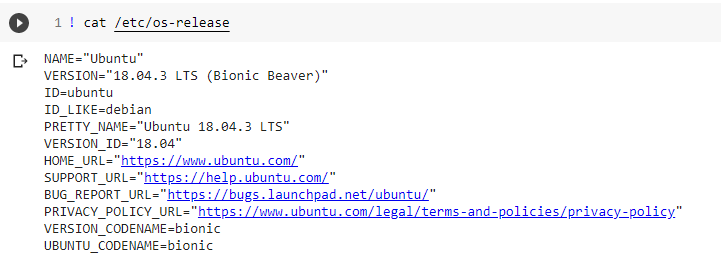 1 ! cat /etc/os-release
NAME="Ubuntu"
VERSION="18.04.3 LTS (Bionic Beaver)"
ID=ubuntu
ID_LIKE=debian
PRETTY_NAME="Ubuntu 18.04.3 LTS"
VERSION_ID="18.04"
HOME_URL="https://www.ubuntu.com/"
SUPPORT_URL="https://help.ubuntu.com/"
BUG_REPORT_URL="https://bugs.launchpad.net/ubuntu/"
PRIVACY_POLICY_URL="https://www.ubuntu.com/legal/terms-and-policies/privacy-policy"
VERSION_CODENAME=bionic
UBUNTU_CODENAME=bionic